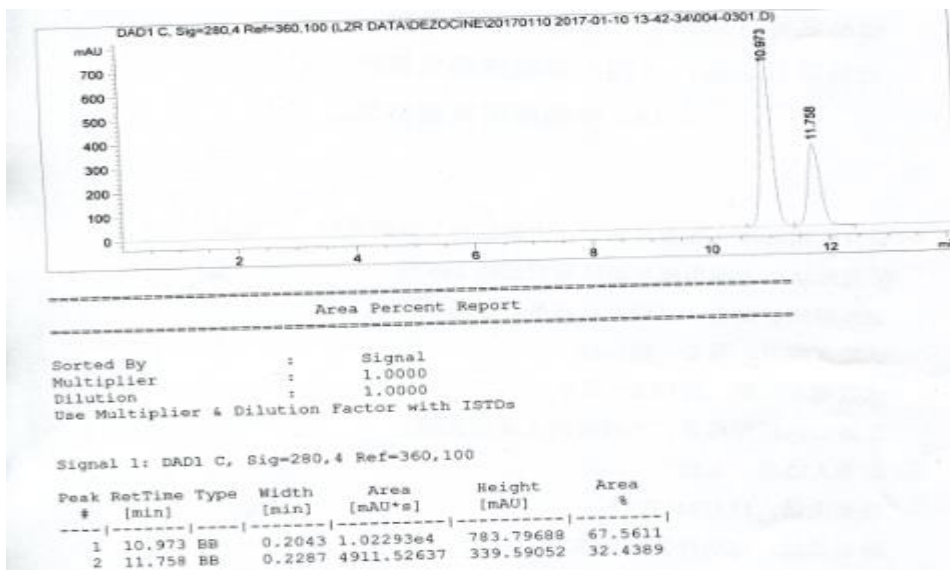 DAD1 C, Sig=280,4 Ref=360,100 (LZR DATA\DEZOCINE\20170110 2017-01-10 13-42-34\004-0301.D)
mAU
700
600
500
400
300
200
100
0
10.973
11.758
2
4
6
8
10
12
Area Percent Report
Sorted By : Signal
Multiplier : 1.0000
Dilution : 1.0000
Use Multiplier & Dilution Factor with ISTDs
Signal 1: DAD1 C, Sig=280,4 Ref=360,100
Peak RetTime Type Width Area Height Area
# [min] [min] [mAU*s] [mAU] %
1 10.973 BB 0.2043 1.02293e4 783.79688 67.5611
2 11.758 BB 0.2287 4911.52637 339.59052 32.4389